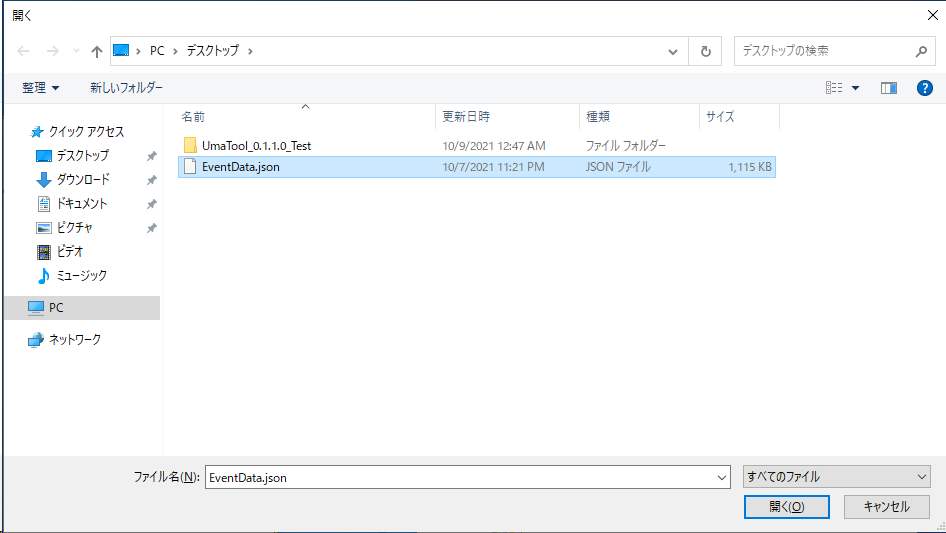 開く
PC デスクトップ
デスクトップの検索
整理 新しいフォルダー
名前 更新日時 種類 サイズ
クイック アクセス
デスクトップ
ダウンロード
ドキュメント
ピクチャ
ビデオ
ミュージック
PC
ネットワーク
UmaTool_0.1.1.0_Test 10/9/2021 12:47 AM ファイル フォルダー
EventData.json 10/7/2021 11:21 PM JSON ファイル 1,115 KB
ファイル名(N): EventData.json すべてのファイル
開く(O) キャンセル